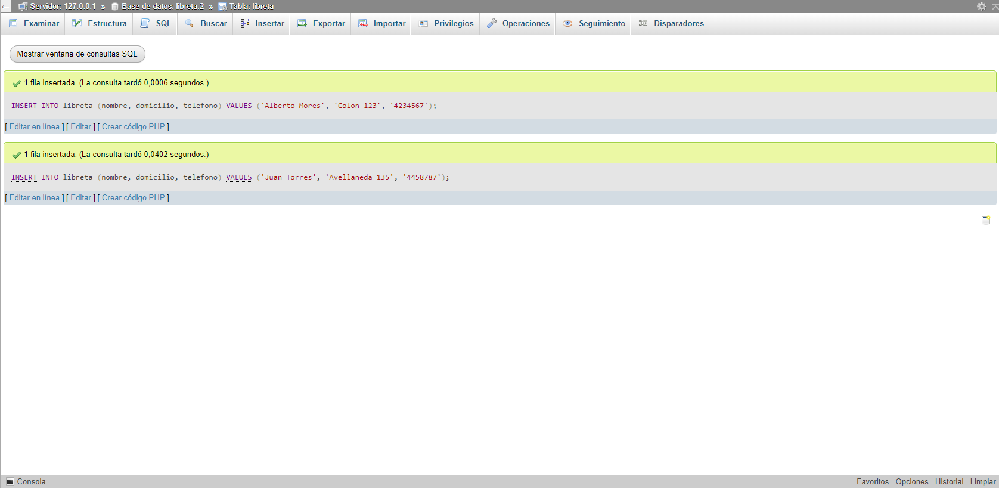 Servidor: 127.0.0.1 » Base de datos: libreta.2 » Tabla: libreta
Examinar Estructura SQL Buscar Insertar Exportar Importar Privilegios Operaciones Seguimiento Disparadores
Mostrar ventana de consultas SQL
1 fila insertada. (La consulta tardó 0,0006 segundos.)
INSERT INTO libreta (nombre, domicilio, telefono) VALUES ('Alberto Mores', 'Colon 123', '4234567');
[ Editar en línea ] [ Editar ] [ Crear código PHP ]
1 fila insertada. (La consulta tardó 0,0402 segundos.)
INSERT INTO libreta (nombre, domicilio, telefono) VALUES ('Juan Torres', 'Avellaneda 135', '4458787');
[ Editar en línea ] [ Editar ] [ Crear código PHP ]
Consola Favoritos Opciones Historial Limpiar